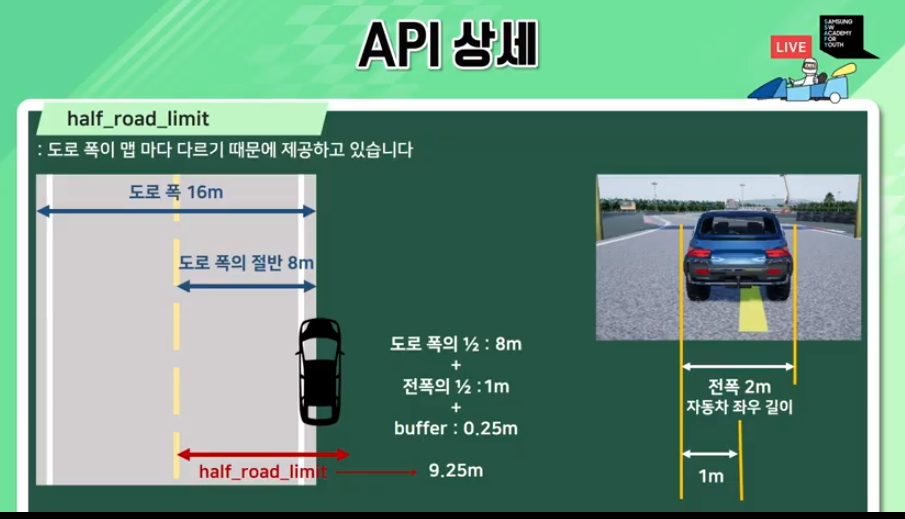 API 상세
LIVE
SAMSUNG
SW
ACADEMY
FOR
YOUTH
half_road_limit
: 도로 폭이 맵 마다 다르기 때문에 제공하고 있습니다
도로 폭 16m
도로 폭의 절반 8m
도로 폭의 ½ : 8m
+
전폭의 ½ : 1m
+
buffer : 0.25m
half_road_limit
9.25m
전폭 2m
자동차 좌우 길이
1m